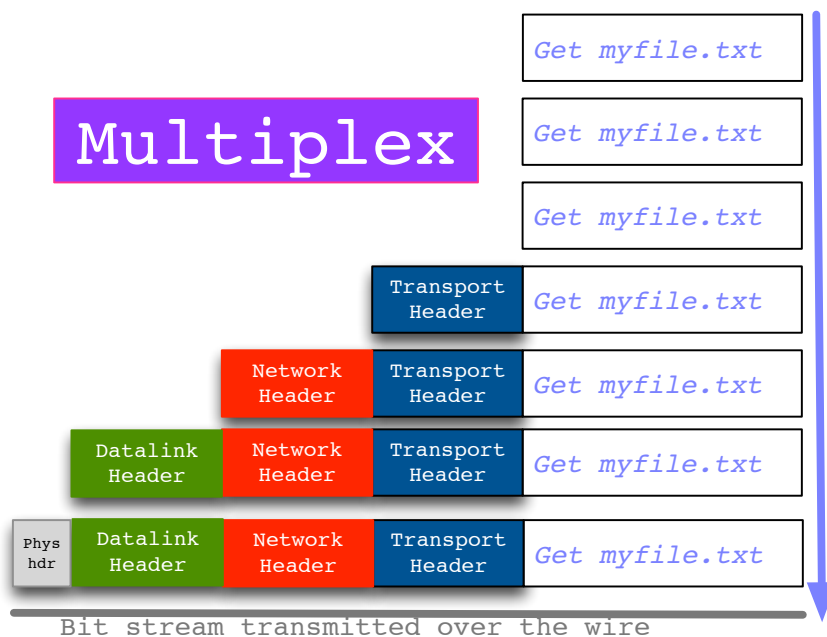 Get myfile.txt
Multiplex
Get myfile.txt
Get myfile.txt
Transport
Header
Get myfile.txt
Network
Header
Transport
Header
Get myfile.txt
Datalink
Header
Network
Header
Transport
Header
Get myfile.txt
Phys
hdr
Datalink
Header
Network
Header
Transport
Header
Get myfile.txt
Bit stream transmitted over the wire